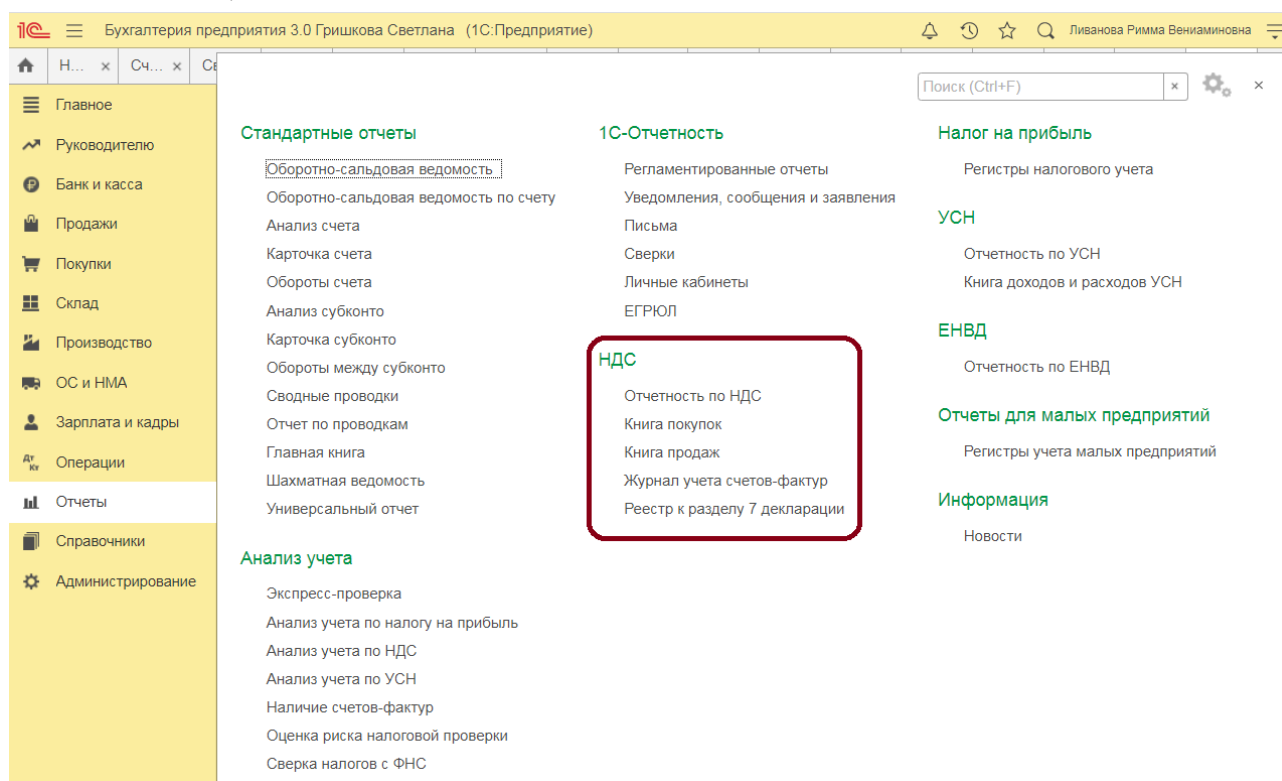 1С Бухгалтерия предприятия 3.0 Гришкова Светлана (1С:Предприятие) Ливанова Римма Вениаминовна
Н... × Сч... ×
Поиск (Ctrl+F) × ×
Главное
Руководителю
Банк и касса
Продажи
Покупки
Склад
Производство
ОС и НМА
Зарплата и кадры
Дт Кт Операции
Отчеты
Справочники
Администрирование
Стандартные отчеты
Оборотно-сальдовая ведомость
Оборотно-сальдовая ведомость по счету
Анализ счета
Карточка счета
Обороты счета
Анализ субконто
Карточка субконто
Обороты между субконто
Сводные проводки
Отчет по проводкам
Главная книга
Шахматная ведомость
Универсальный отчет
Анализ учета
Экспресс-проверка
Анализ учета по налогу на прибыль
Анализ учета по НДС
Анализ учета по УСН
Наличие счетов-фактур
Оценка риска налоговой проверки
Сверка налогов с ФНС
1С-Отчетность
Регламентированные отчеты
Уведомления, сообщения и заявления
Письма
Сверки
Личные кабинеты
ЕГРЮЛ
НДС
Отчетность по НДС
Книга покупок
Книга продаж
Журнал учета счетов-фактур
Реестр к разделу 7 декларации
Налог на прибыль
Регистры налогового учета
УСН
Отчетность по УСН
Книга доходов и расходов УСН
ЕНВД
Отчетность по ЕНВД
Отчеты для малых предприятий
Регистры учета малых предприятий
Информация
Новости